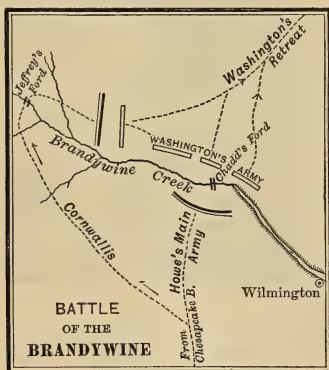 Jeffrey's
Ford
Washington's
Retreat
WASHINGTON'S
ARMY
Chadd's Ford
Brandywine
Creek
Cornwallis
Howe's Main
Army
From
Chesapeake B.
Wilmington
BATTLE
OF THE
BRANDYWINE